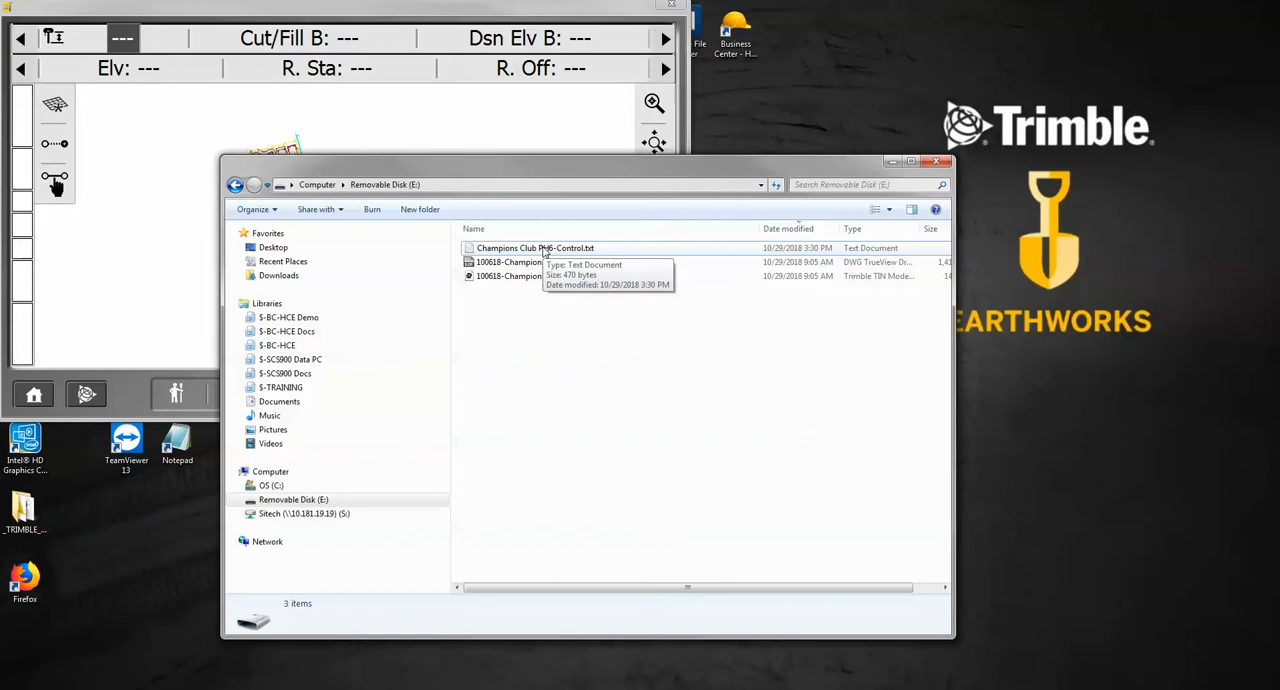 ---
Cut/Fill B: ---
Dsn Elv B: ---
Elv: ---
R. Sta: ---
R. Off: ---
File
Business
Center - H...
Trimble
EARTHWORKS
Computer
Removable Disk (E:)
Search Removable Disk (E:)
Organize
Share with
Burn
New folder
Name
Date modified
Type
Size
Favorites
Desktop
Recent Places
Downloads
Libraries
$-BC-HCE Demo
$-BC-HCE Docs
$-BC-HCE
$-SCS900 Data PC
$-SCS900 Docs
$-TRAINING
Documents
Music
Pictures
Videos
Computer
OS (C:)
Removable Disk (E:)
Sitech (\\10.181.19.19) (S:)
Network
10/29/2018 3:30 PM
Text Document
100618-Champion
10/29/2018 9:05 AM
DWG TrueView Dr...
1,41
100618-Champion
10/29/2018 9:05 AM
Trimble TIN Mode...
Champions Club
-Control.txt
Type: Text Document
Size: 470 bytes
Date modified: 10/29/2018 3:30 PM
3 items
Intel® HD
Graphics C...
TeamViewer
13
Notepad
_TRIMBLE_...
Firefox